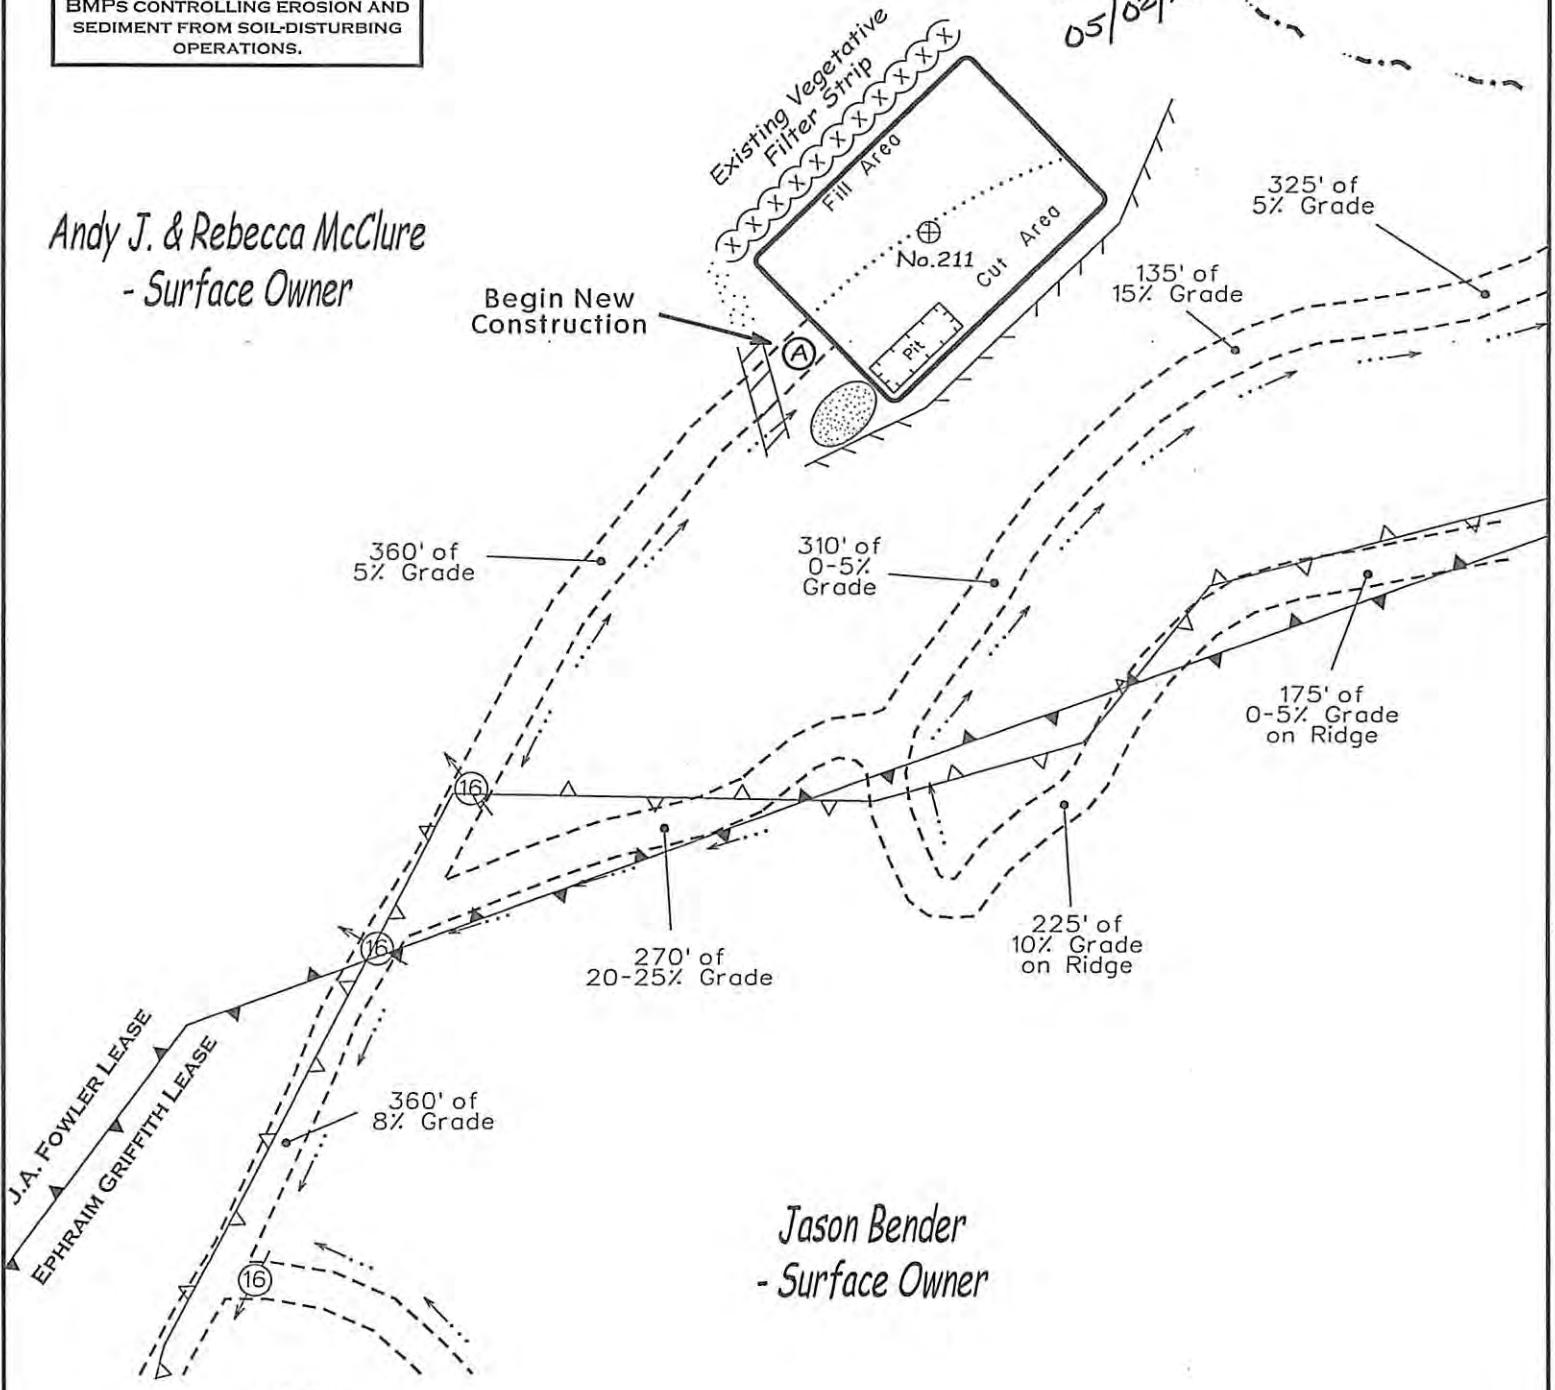 BMPS CONTROLLING EROSION AND
SEDIMENT FROM SOIL-DISTURBING
OPERATIONS.
05/02/
Existing Vegetative
Filter Strip
Fill Area
No.211
Cut Area
Pit
Andy J. & Rebecca McClure
- Surface Owner
Begin New
Construction
A
325' of
5% Grade
135' of
15% Grade
360' of
5% Grade
310' of
0-5%
Grade
175' of
0-5% Grade
on Ridge
16
16
225' of
10% Grade
on Ridge
270' of
20-25% Grade
J.A. FOWLER LEASE
EPHRAIM GRIFFITH LEASE
360' of
8% Grade
16
Jason Bender
- Surface Owner